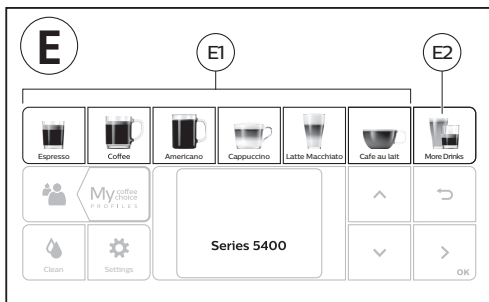 E
E1
E2
Espresso
Coffee
Americano
Cappuccino
Latte Macchiato
Cafe au lait
More Drinks
My coffee
choice
PROFILES
Series 5400
Clean
Settings
OK